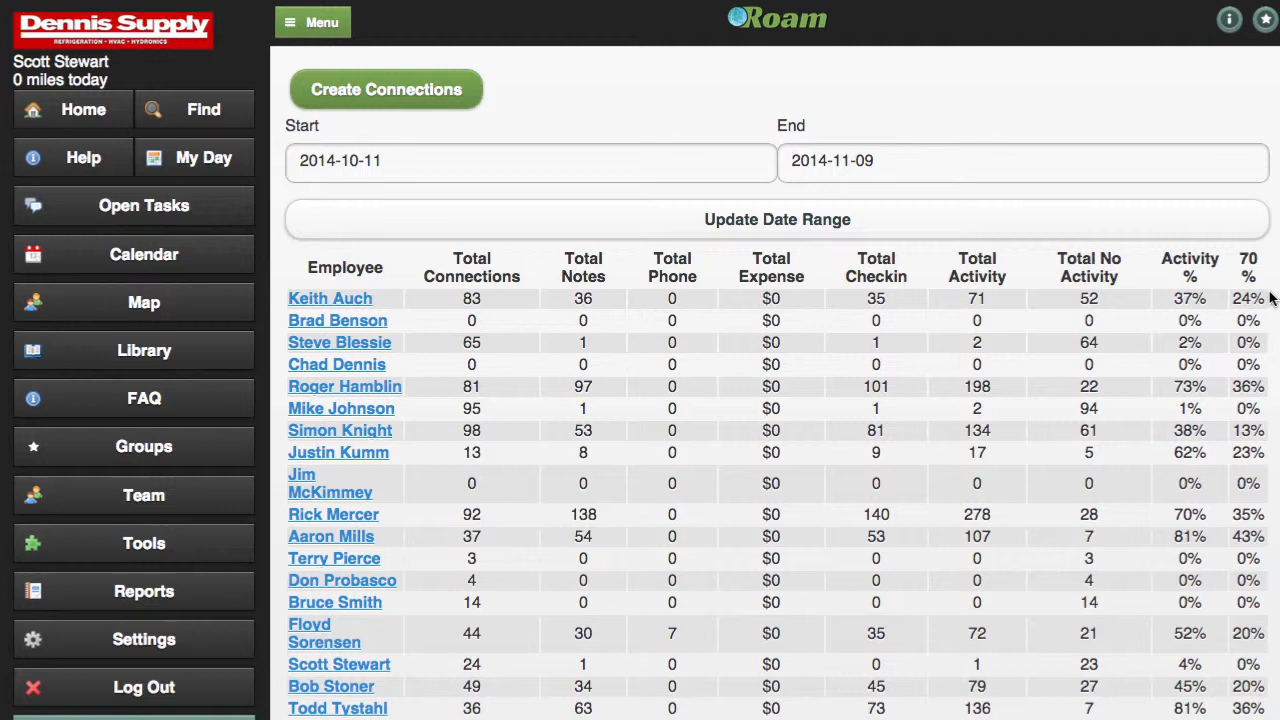 Dennis Supply
REFRIGERATION • HVAC • HYDRONICS
Scott Stewart
0 miles today
Home
Find
Help
My Day
Open Tasks
Calendar
Map
Library
FAQ
Groups
Team
Tools
Reports
Settings
Log Out
Menu
Roam
Create Connections
Start
End
2014-10-11
2014-11-09
Update Date Range
Employee Total Connections Total Notes Total Phone Total Expense Total Checkin Total Activity Total No Activity Activity % 70 %
Keith Auch 83 36 0 $0 35 71 52 37% 24%
Brad Benson 0 0 0 $0 0 0 0 0% 0%
Steve Blessie 65 1 0 $0 1 2 64 2% 0%
Chad Dennis 0 0 0 $0 0 0 0 0% 0%
Roger Hamblin 81 97 0 $0 101 198 22 73% 36%
Mike Johnson 95 1 0 $0 1 2 94 1% 0%
Simon Knight 98 53 0 $0 81 134 61 38% 13%
Justin Kumm 13 8 0 $0 9 17 5 62% 23%
Jim McKimmey 0 0 0 $0 0 0 0 0% 0%
Rick Mercer 92 138 0 $0 140 278 28 70% 35%
Aaron Mills 37 54 0 $0 53 107 7 81% 43%
Terry Pierce 3 0 0 $0 0 0 3 0% 0%
Don Probasco 4 0 0 $0 0 0 4 0% 0%
Bruce Smith 14 0 0 $0 0 0 14 0% 0%
Floyd Sorensen 44 30 7 $0 35 72 21 52% 20%
Scott Stewart 24 1 0 $0 0 1 23 4% 0%
Bob Stoner 49 34 0 $0 45 79 27 45% 20%
Todd Tystahl 36 63 0 $0 73 136 7 81% 36%